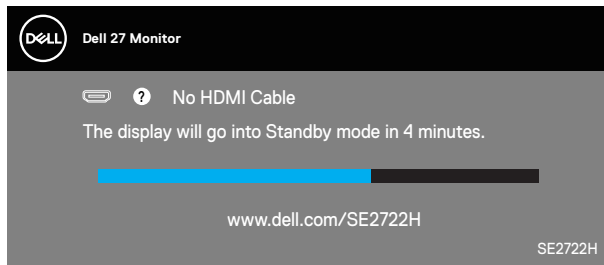 DELL
Dell 27 Monitor
? No HDMI Cable
The display will go into Standby mode in 4 minutes.
www.dell.com/SE2722H
SE2722H